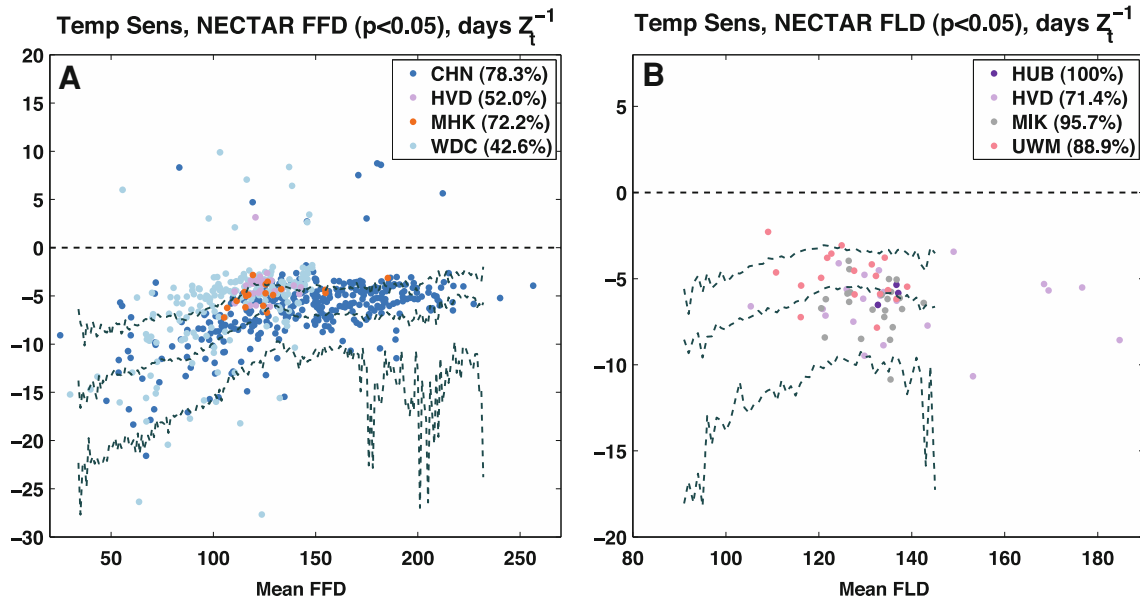 Temp Sens, NECTAR FFD (p<0.05), days Z_t^-1
A
CHN (78.3%)
HVD (52.0%)
MHK (72.2%)
WDC (42.6%)
20
15
10
5
0
−5
−10
−15
−20
−25
−30
50 100 150 200 250
Mean FFD
Temp Sens, NECTAR FLD (p<0.05), days Z_t^-1
B
HUB (100%)
HVD (71.4%)
MIK (95.7%)
UWM (88.9%)
5
0
−5
−10
−15
−20
80 100 120 140 160 180
Mean FLD